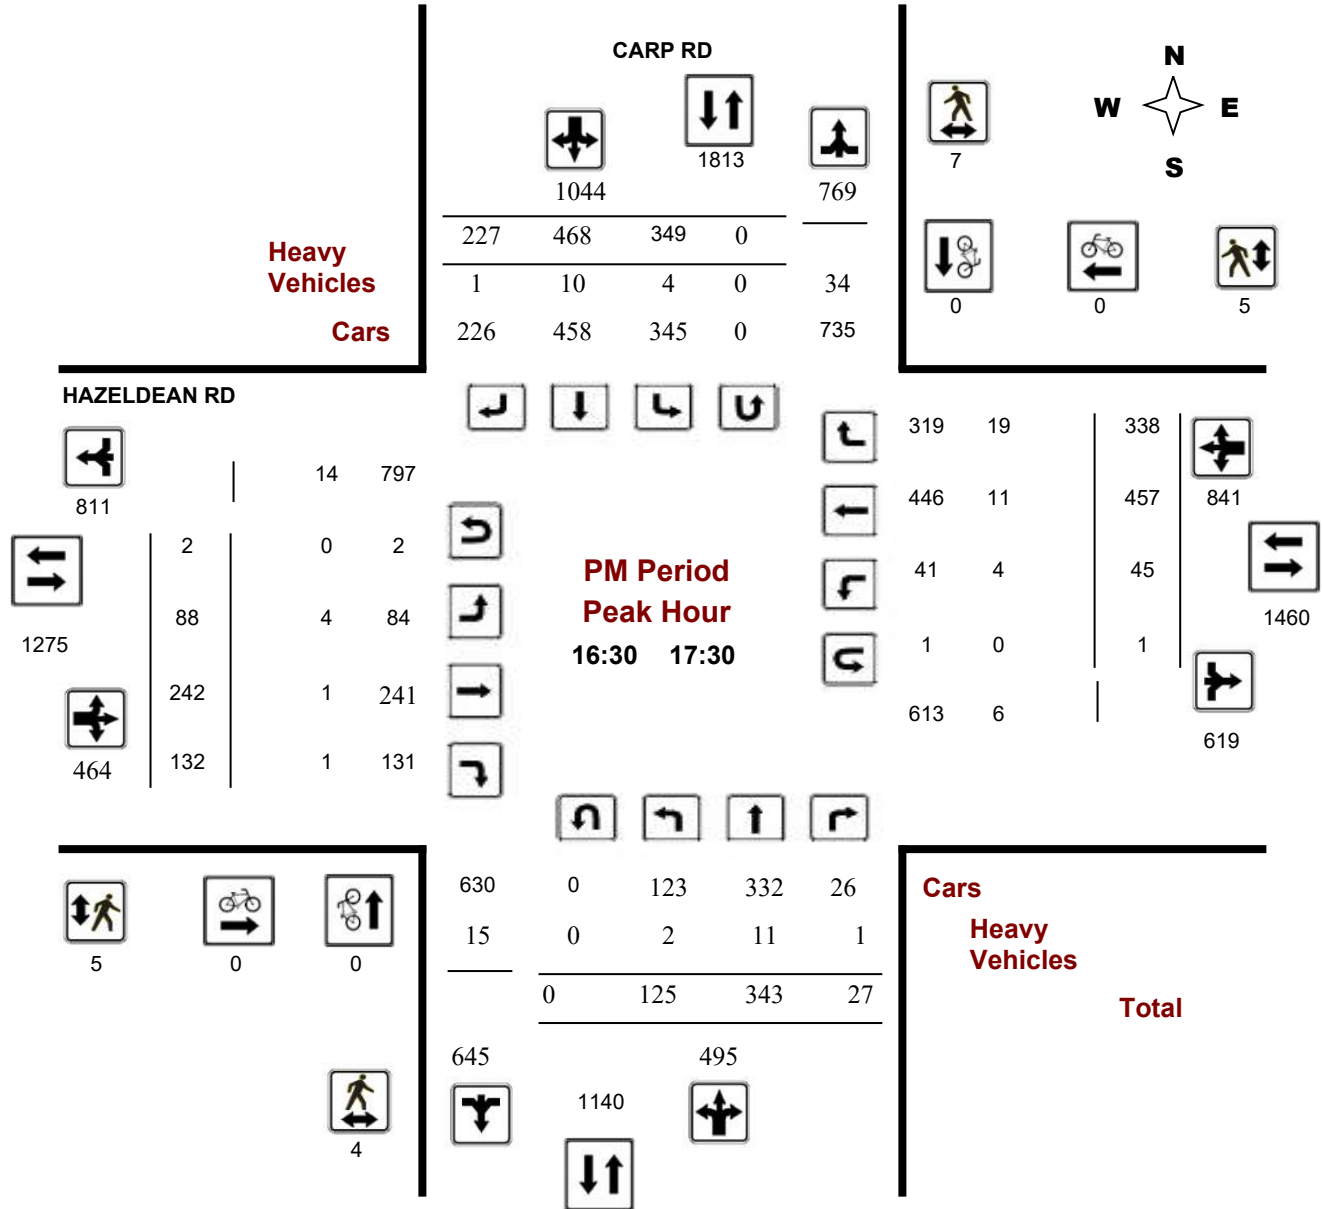 CARP RD
N
W E
S
1813
1044
769
7
227 468 349 0
Heavy
Vehicles
1 10 4 0 34
0 0 5
Cars
226 458 345 0 735
HAZELDEAN RD
319 19 338
14 797
811
446 11 457 841
2 0 2
PM Period
41 4 45
Peak Hour
88 4 84
1275
16:30 17:30
1 0 1
1460
242 1 241
613 6
619
464
132 1 131
630 0 123 332 26
Cars
15 0 2 11 1
Heavy
Vehicles
5 0 0
0 125 343 27
Total
645 495
1140
4